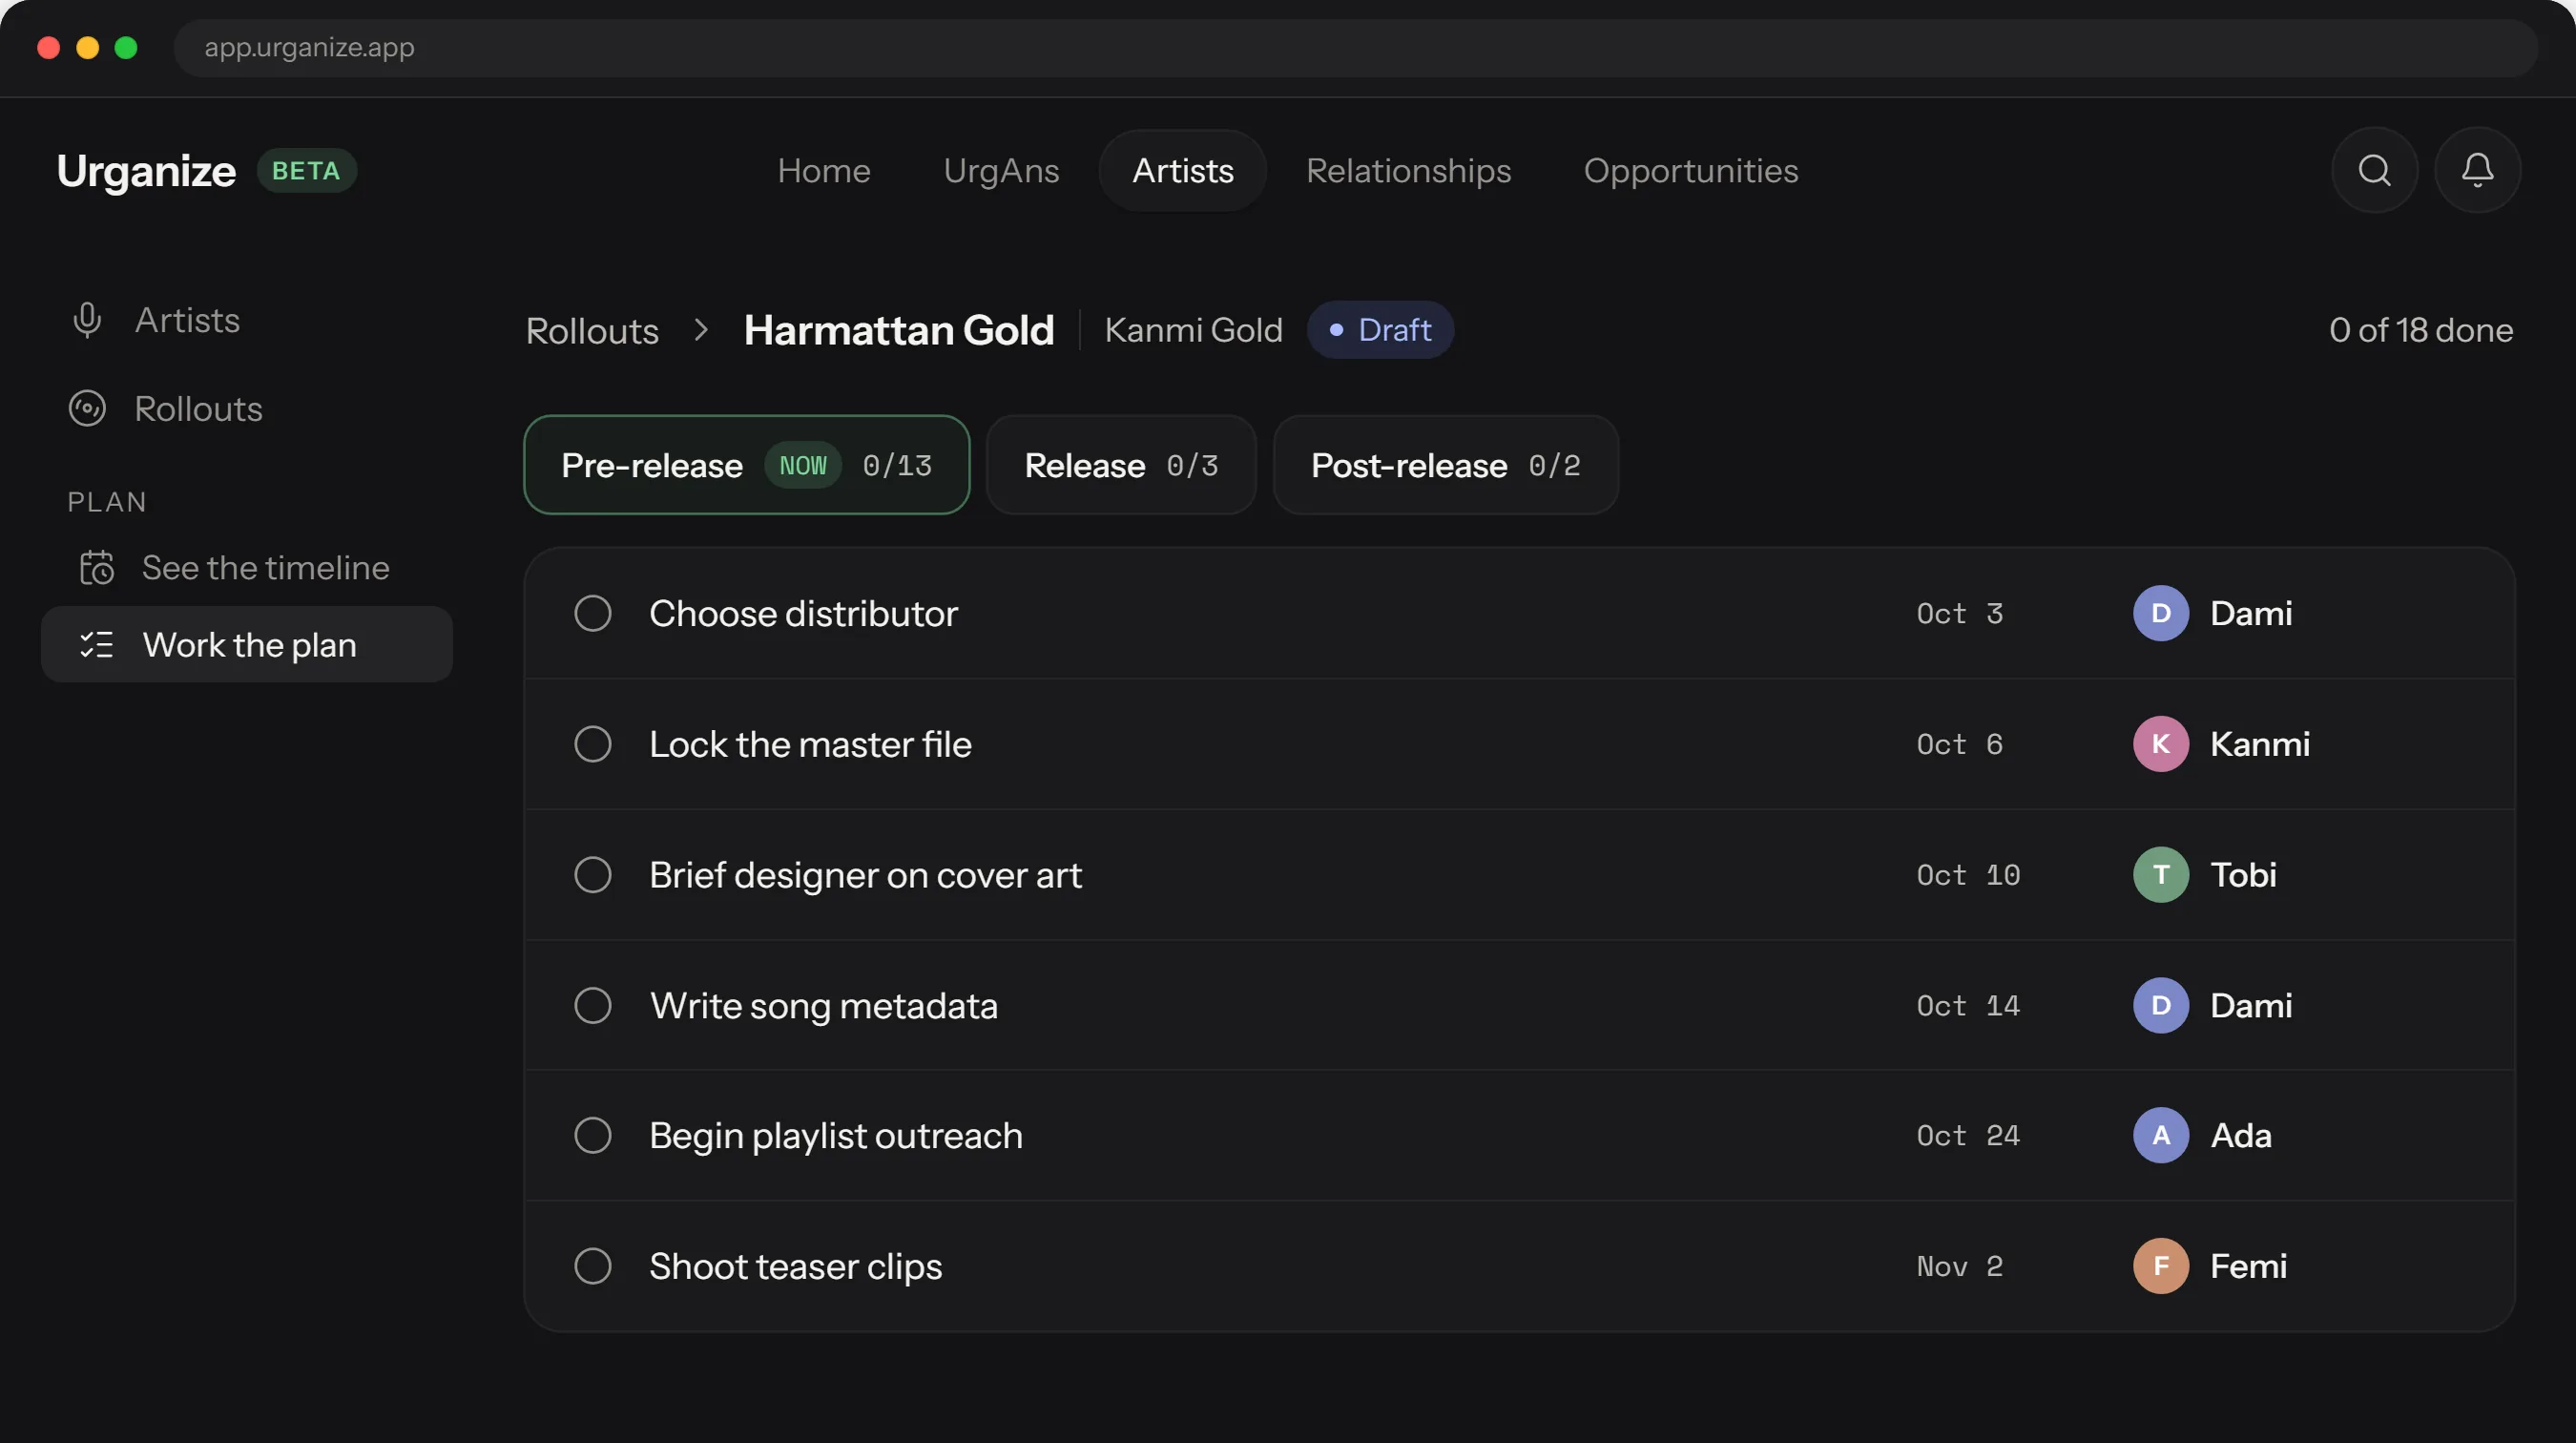 app.urganize.app
Urganize BETA Home UrgAns Artists Relationships Opportunities
Artists
Rollouts
PLAN
See the timeline
Work the plan
Rollouts Harmattan Gold Kanmi Gold Draft 0 of 18 done
Pre-release NOW 0/13 Release 0/3 Post-release 0/2
Choose distributor Oct 3 D Dami
Lock the master file Oct 6 K Kanmi
Brief designer on cover art Oct 10 T Tobi
Write song metadata Oct 14 D Dami
Begin playlist outreach Oct 24 A Ada
Shoot teaser clips Nov 2 F Femi